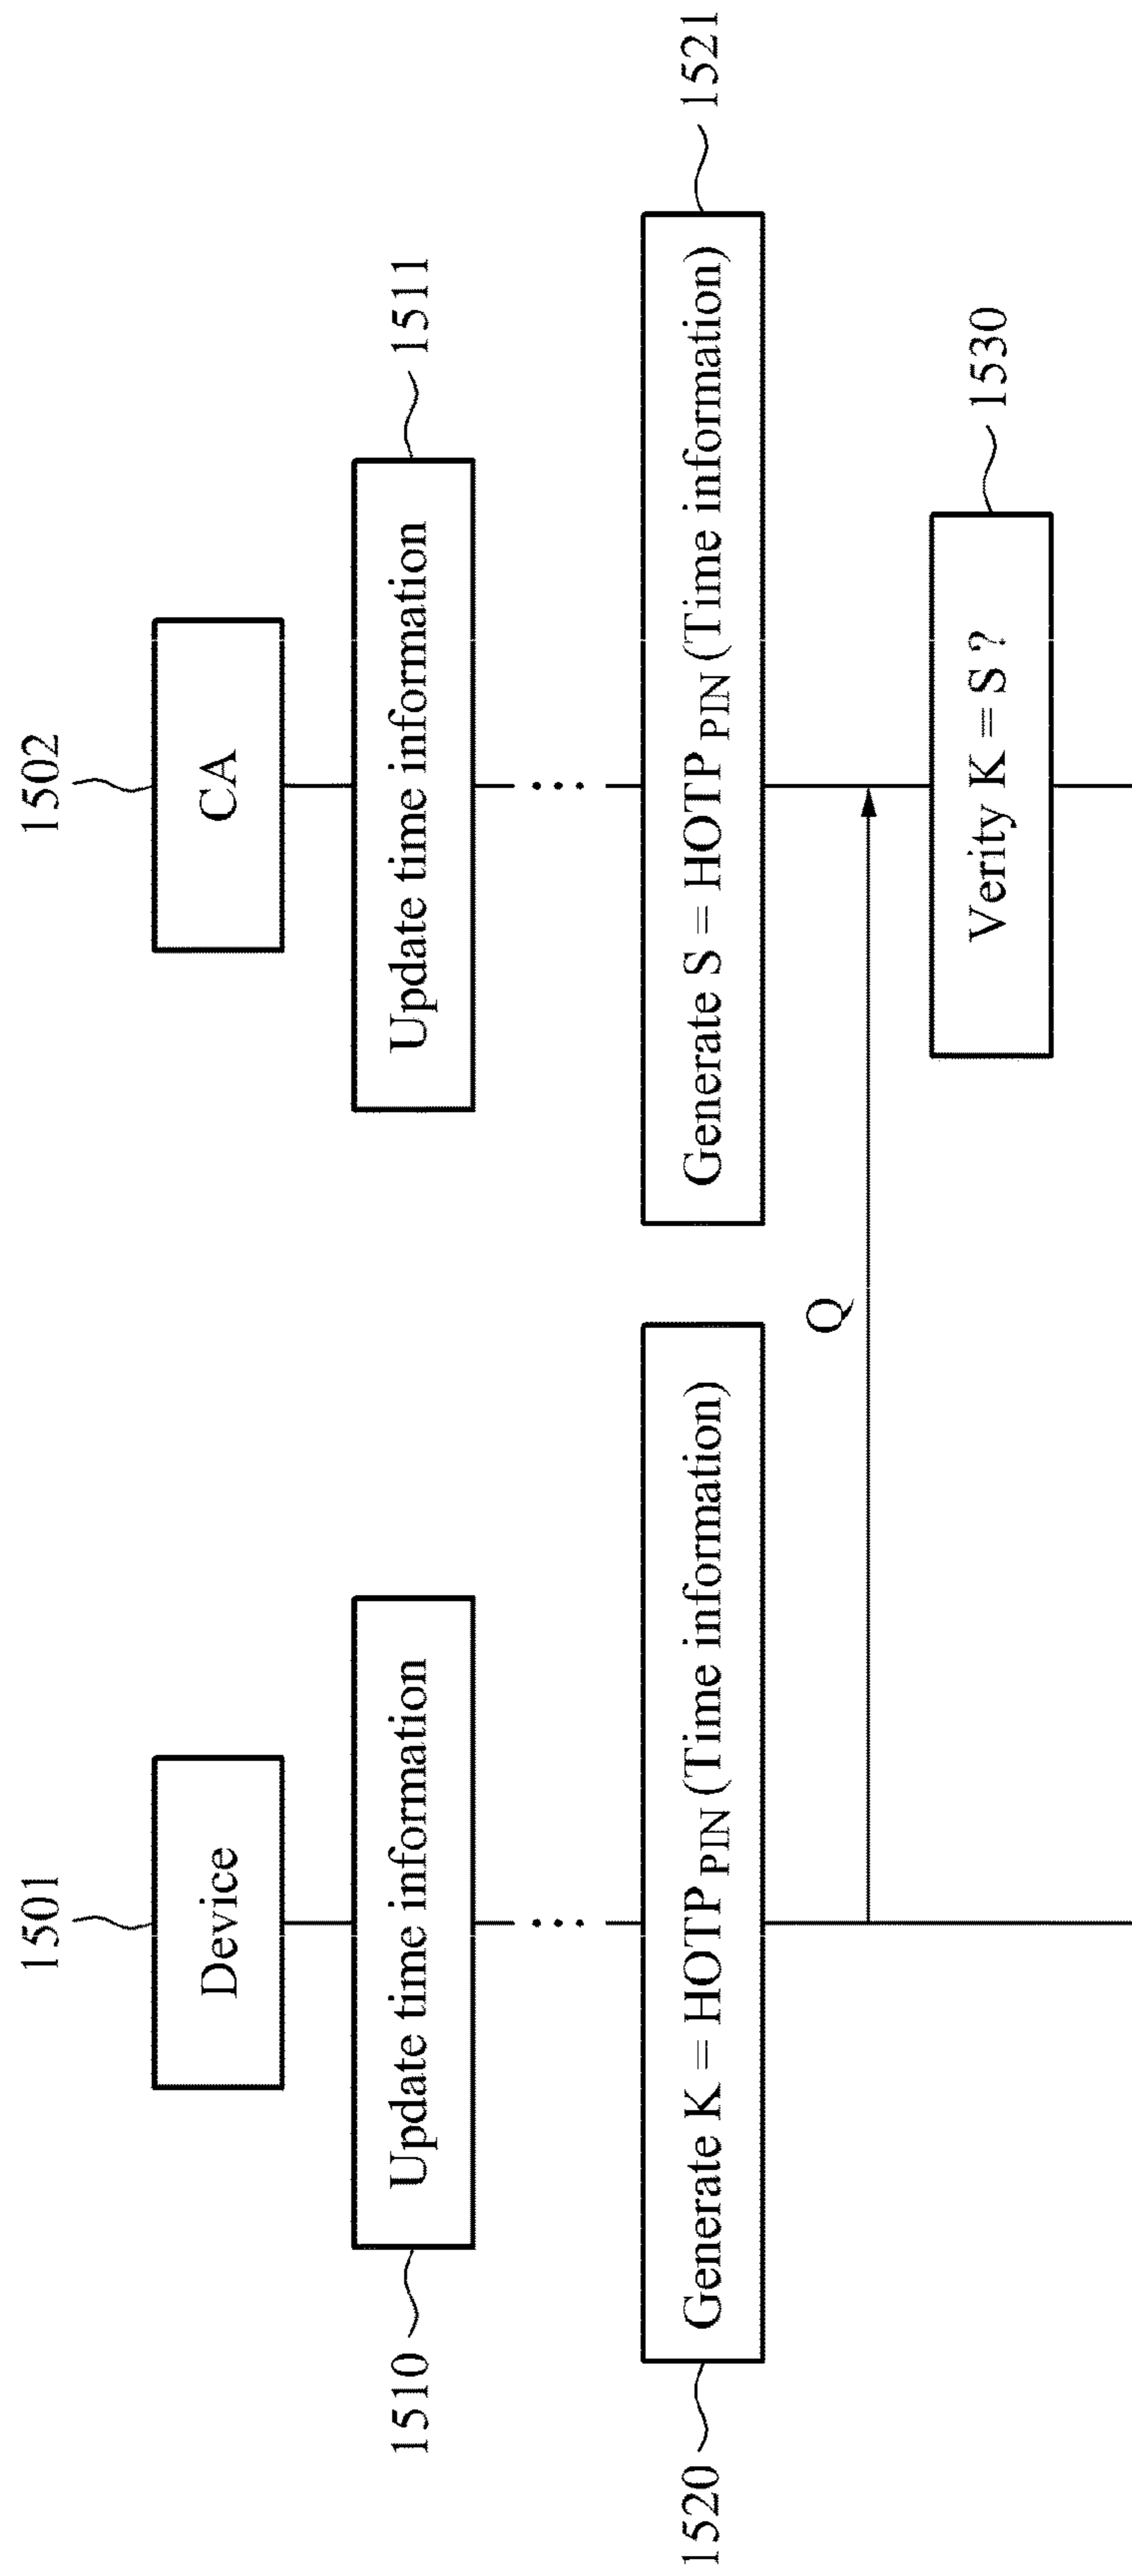 1501
1502
Device
CA
1510
Update time information
Update time information
1511
...
...
1520
Generate K = HOTP PIN (Time information)
Generate S = HOTP PIN (Time information)
1521
Q
Verity K = S ?
1530